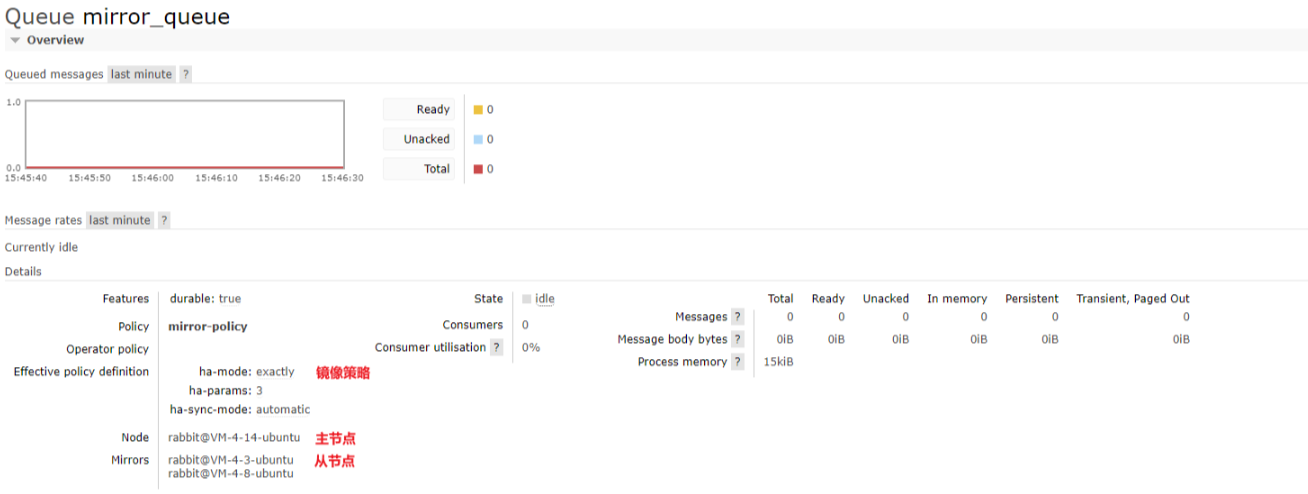 Queue mirror_queue
Overview
Queued messages last minute ?
1.0
0.0
15:45:40 15:45:50 15:46:00 15:46:10 15:46:20 15:46:30
Ready 0
Unacked 0
Total 0
Message rates last minute ?
Currently idle
Details
Features durable: true
Policy mirror-policy
Operator policy
Effective policy definition ha-mode: exactly 镜像策略
ha-params: 3
ha-sync-mode: automatic
Node rabbit@VM-4-14-ubuntu 主节点
Mirrors rabbit@VM-4-3-ubuntu 从节点
rabbit@VM-4-8-ubuntu
State idle
Consumers 0
Consumer utilisation ? 0%
Total Ready Unacked In memory Persistent Transient, Paged Out
Messages ? 0 0 0 0 0 0
Message body bytes ? 0iB 0iB 0iB 0iB 0iB 0iB
Process memory ? 15kiB